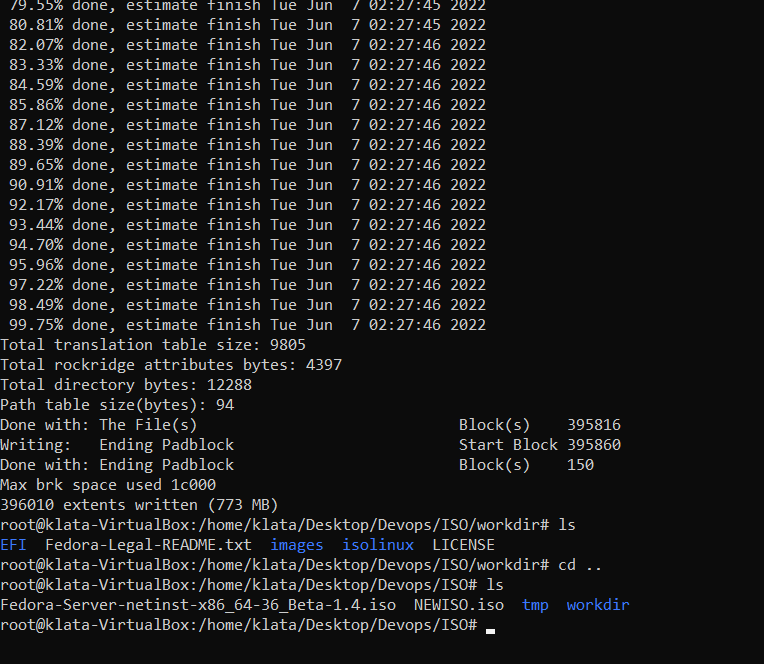 79.55% done, estimate finish Tue Jun  7 02:27:45 2022
80.81% done, estimate finish Tue Jun  7 02:27:45 2022
82.07% done, estimate finish Tue Jun  7 02:27:46 2022
83.33% done, estimate finish Tue Jun  7 02:27:46 2022
84.59% done, estimate finish Tue Jun  7 02:27:46 2022
85.86% done, estimate finish Tue Jun  7 02:27:46 2022
87.12% done, estimate finish Tue Jun  7 02:27:46 2022
88.39% done, estimate finish Tue Jun  7 02:27:46 2022
89.65% done, estimate finish Tue Jun  7 02:27:46 2022
90.91% done, estimate finish Tue Jun  7 02:27:46 2022
92.17% done, estimate finish Tue Jun  7 02:27:46 2022
93.44% done, estimate finish Tue Jun  7 02:27:46 2022
94.70% done, estimate finish Tue Jun  7 02:27:46 2022
95.96% done, estimate finish Tue Jun  7 02:27:46 2022
97.22% done, estimate finish Tue Jun  7 02:27:46 2022
98.49% done, estimate finish Tue Jun  7 02:27:46 2022
99.75% done, estimate finish Tue Jun  7 02:27:46 2022
Total translation table size: 9805
Total rockridge attributes bytes: 4397
Total directory bytes: 12288
Path table size(bytes): 94
Done with: The File(s)                             Block(s)    395816
Writing:   Ending Padblock                         Start Block 395860
Done with: Ending Padblock                         Block(s)    150
Max brk space used 1c000
396010 extents written (773 MB)
root@klata-VirtualBox:/home/klata/Desktop/Devops/ISO/workdir# ls
EFI  Fedora-Legal-README.txt  images  isolinux  LICENSE
root@klata-VirtualBox:/home/klata/Desktop/Devops/ISO/workdir# cd ..
root@klata-VirtualBox:/home/klata/Desktop/Devops/ISO# ls
Fedora-Server-netinst-x86_64-36_Beta-1.4.iso  NEWISO.iso  tmp  workdir
root@klata-VirtualBox:/home/klata/Desktop/Devops/ISO#